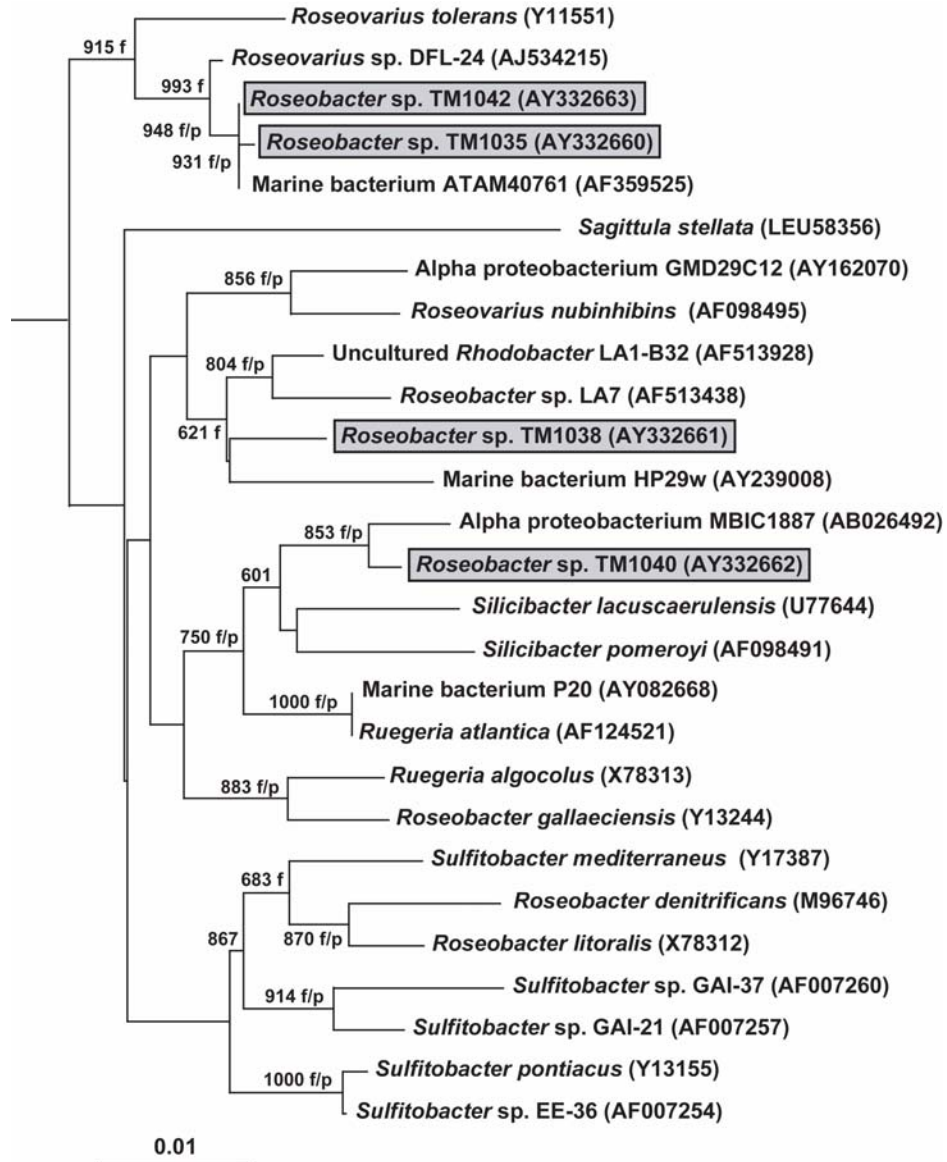 Roseovarius tolerans (Y11551)
915 f
Roseovarius sp. DFL-24 (AJ534215)
993 f
Roseobacter sp. TM1042 (AY332663)
948 f/p
Roseobacter sp. TM1035 (AY332660)
931 f/p
Marine bacterium ATAM40761 (AF359525)
Sagittula stellata (LEU58356)
Alpha proteobacterium GMD29C12 (AY162070)
856 f/p
Roseovarius nubinhibins (AF098495)
Uncultured Rhodobacter LA1-B32 (AF513928)
804 f/p
Roseobacter sp. LA7 (AF513438)
621 f
Roseobacter sp. TM1038 (AY332661)
Marine bacterium HP29w (AY239008)
Alpha proteobacterium MBIC1887 (AB026492)
853 f/p
Roseobacter sp. TM1040 (AY332662)
601
Silicibacter lacuscaerulensis (U77644)
750 f/p
Silicibacter pomeroyi (AF098491)
Marine bacterium P20 (AY082668)
1000 f/p
Ruegeria atlantica (AF124521)
Ruegeria algocolus (X78313)
883 f/p
Roseobacter gallaeciensis (Y13244)
Sulfitobacter mediterraneus (Y17387)
683 f
Roseobacter denitrificans (M96746)
867
870 f/p
Roseobacter litoralis (X78312)
Sulfitobacter sp. GAI-37 (AF007260)
914 f/p
Sulfitobacter sp. GAI-21 (AF007257)
Sulfitobacter pontiacus (Y13155)
1000 f/p
Sulfitobacter sp. EE-36 (AF007254)
0.01